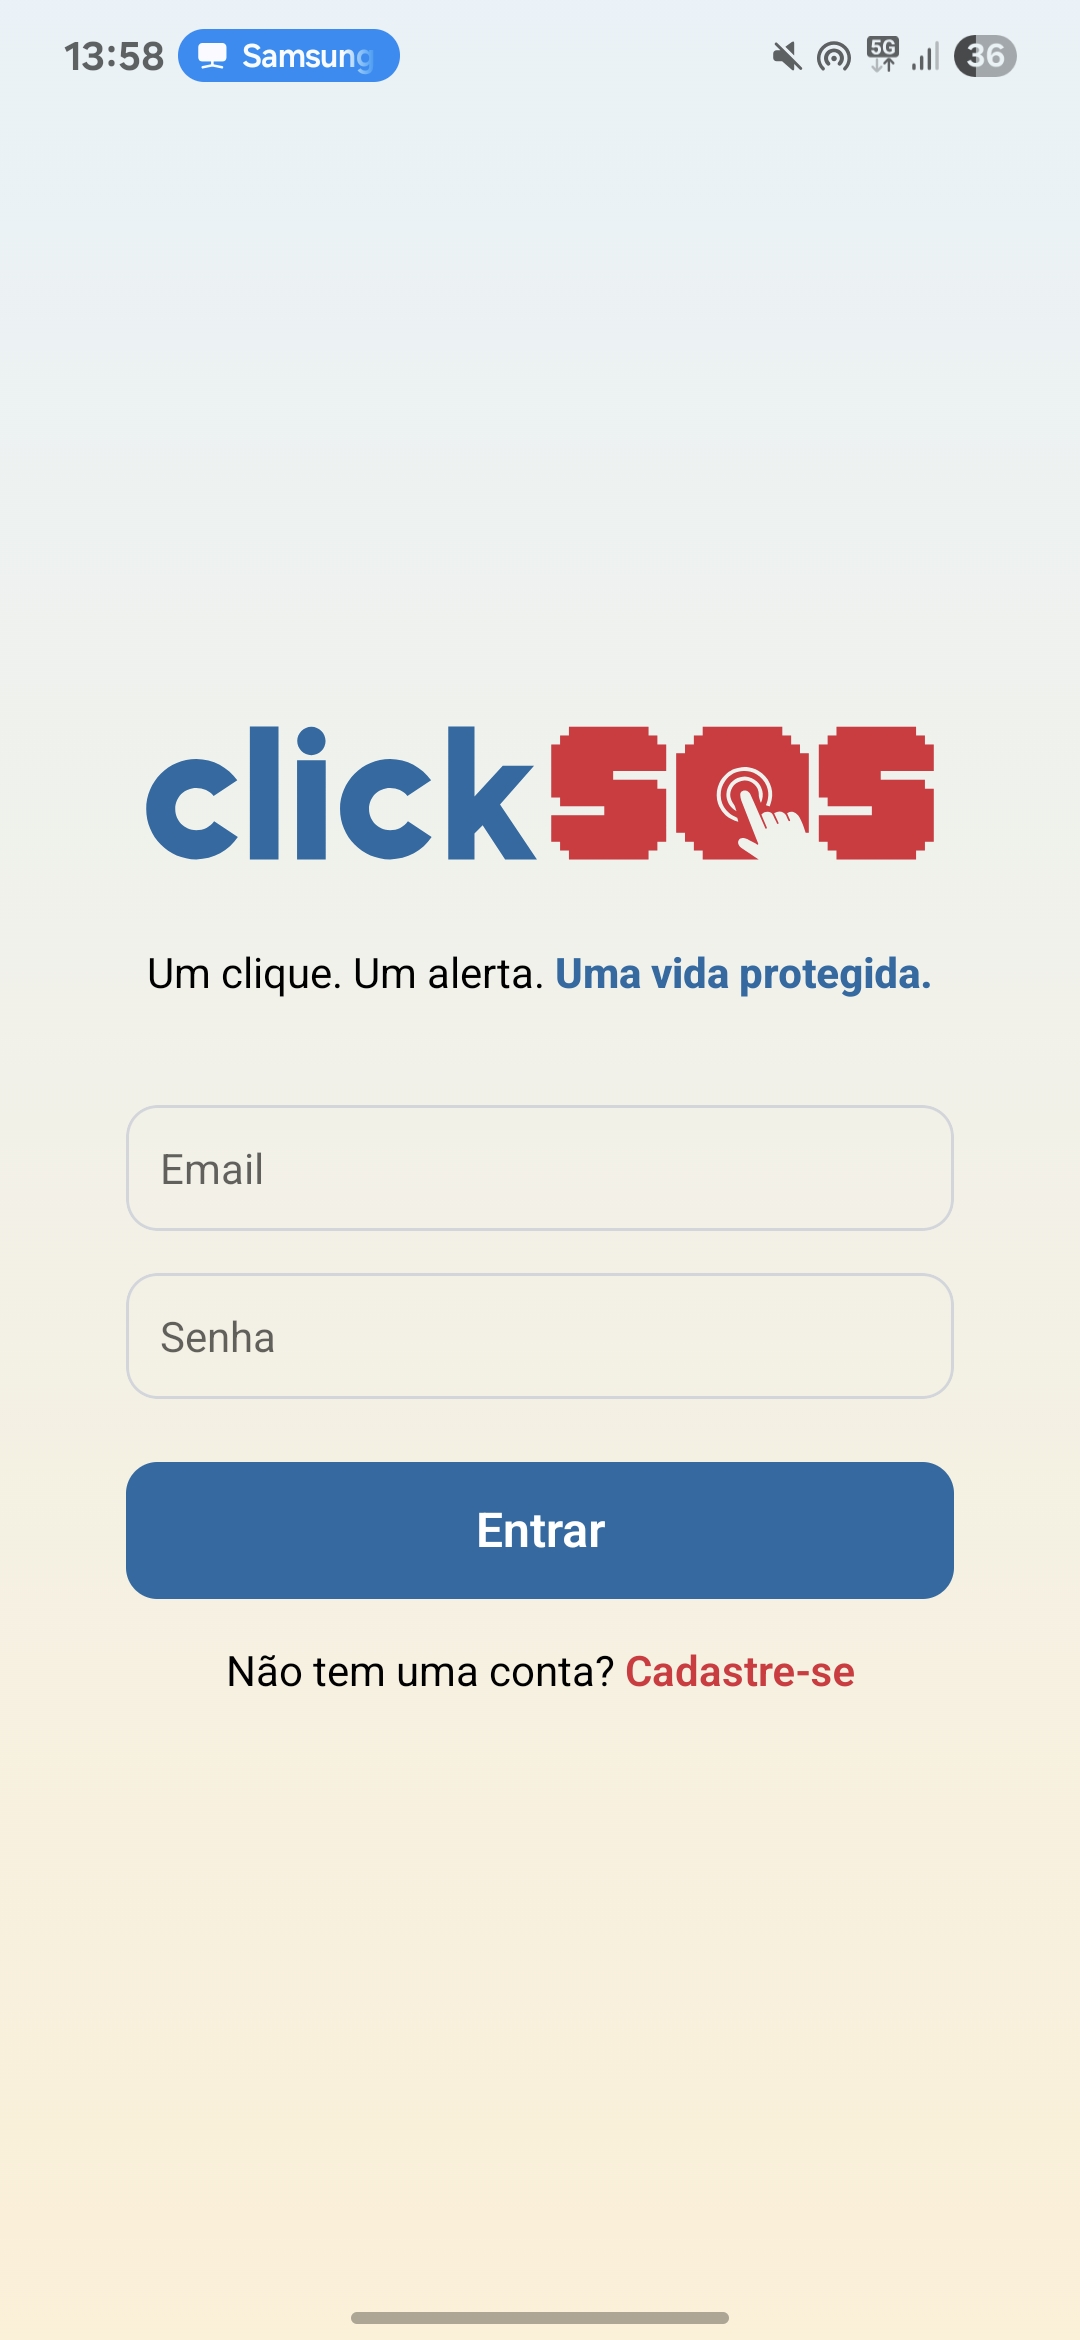 13:58 Samsung 5G 36
clickSOS
Um clique. Um alerta. Uma vida protegida.
Email
Senha
Entrar
Não tem uma conta? Cadastre-se